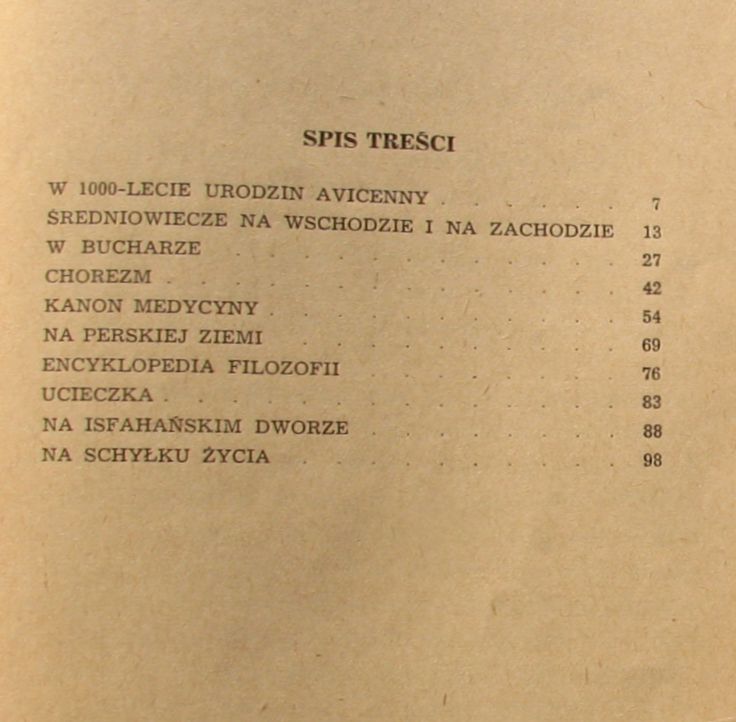 SPIS TREŚCI
W 1000-LECIE URODZIN AVICENNY . . . . . . 7
ŚREDNIOWIECZE NA WSCHODZIE I NA ZACHODZIE 13
W BUCHARZE . . . . . . . . . 27
CHOREZM . . . . . . . . . . 42
KANON MEDYCYNY . . . . . . . . 54
NA PERSKIEJ ZIEMI . . . . . . . 69
ENCYKLOPEDIA FILOZOFII . . . . . . 76
UCIECZKA . . . . . . . . . . 83
NA ISFAHAŃSKIM DWORZE . . . . . . 88
NA SCHYŁKU ŻYCIA . . . . . . . 98